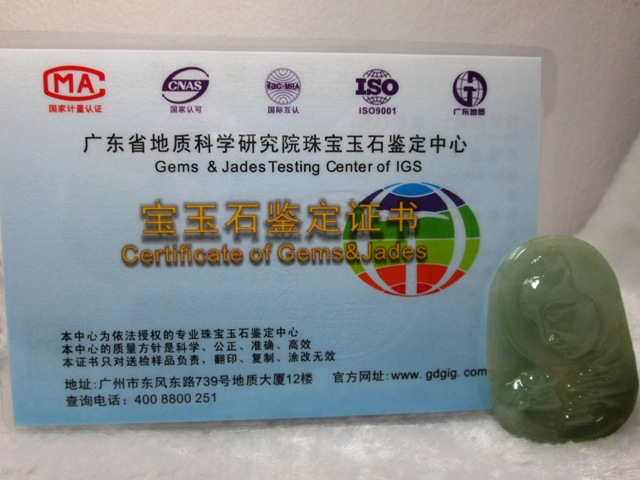 MA
CNAS
ilac-MRA
ISO
国家计量认证
国家认可
国际互认
ISO9001
广东地质
广东省地质科学研究院珠宝玉石鉴定中心
Gems & Jades Testing Center of IGS
宝玉石鉴定证书
Certificate of Gems&Jades
本中心为依法授权的专业珠宝玉石鉴定中心
本中心的质量方针是科学、公正、准确、高效
本证书只对送检样品负责，翻印、复制、涂改无效
地址:广州市东风东路739号地质大厦12楼 官方网址:www. gdgig. com
查询电话：400 8800 251